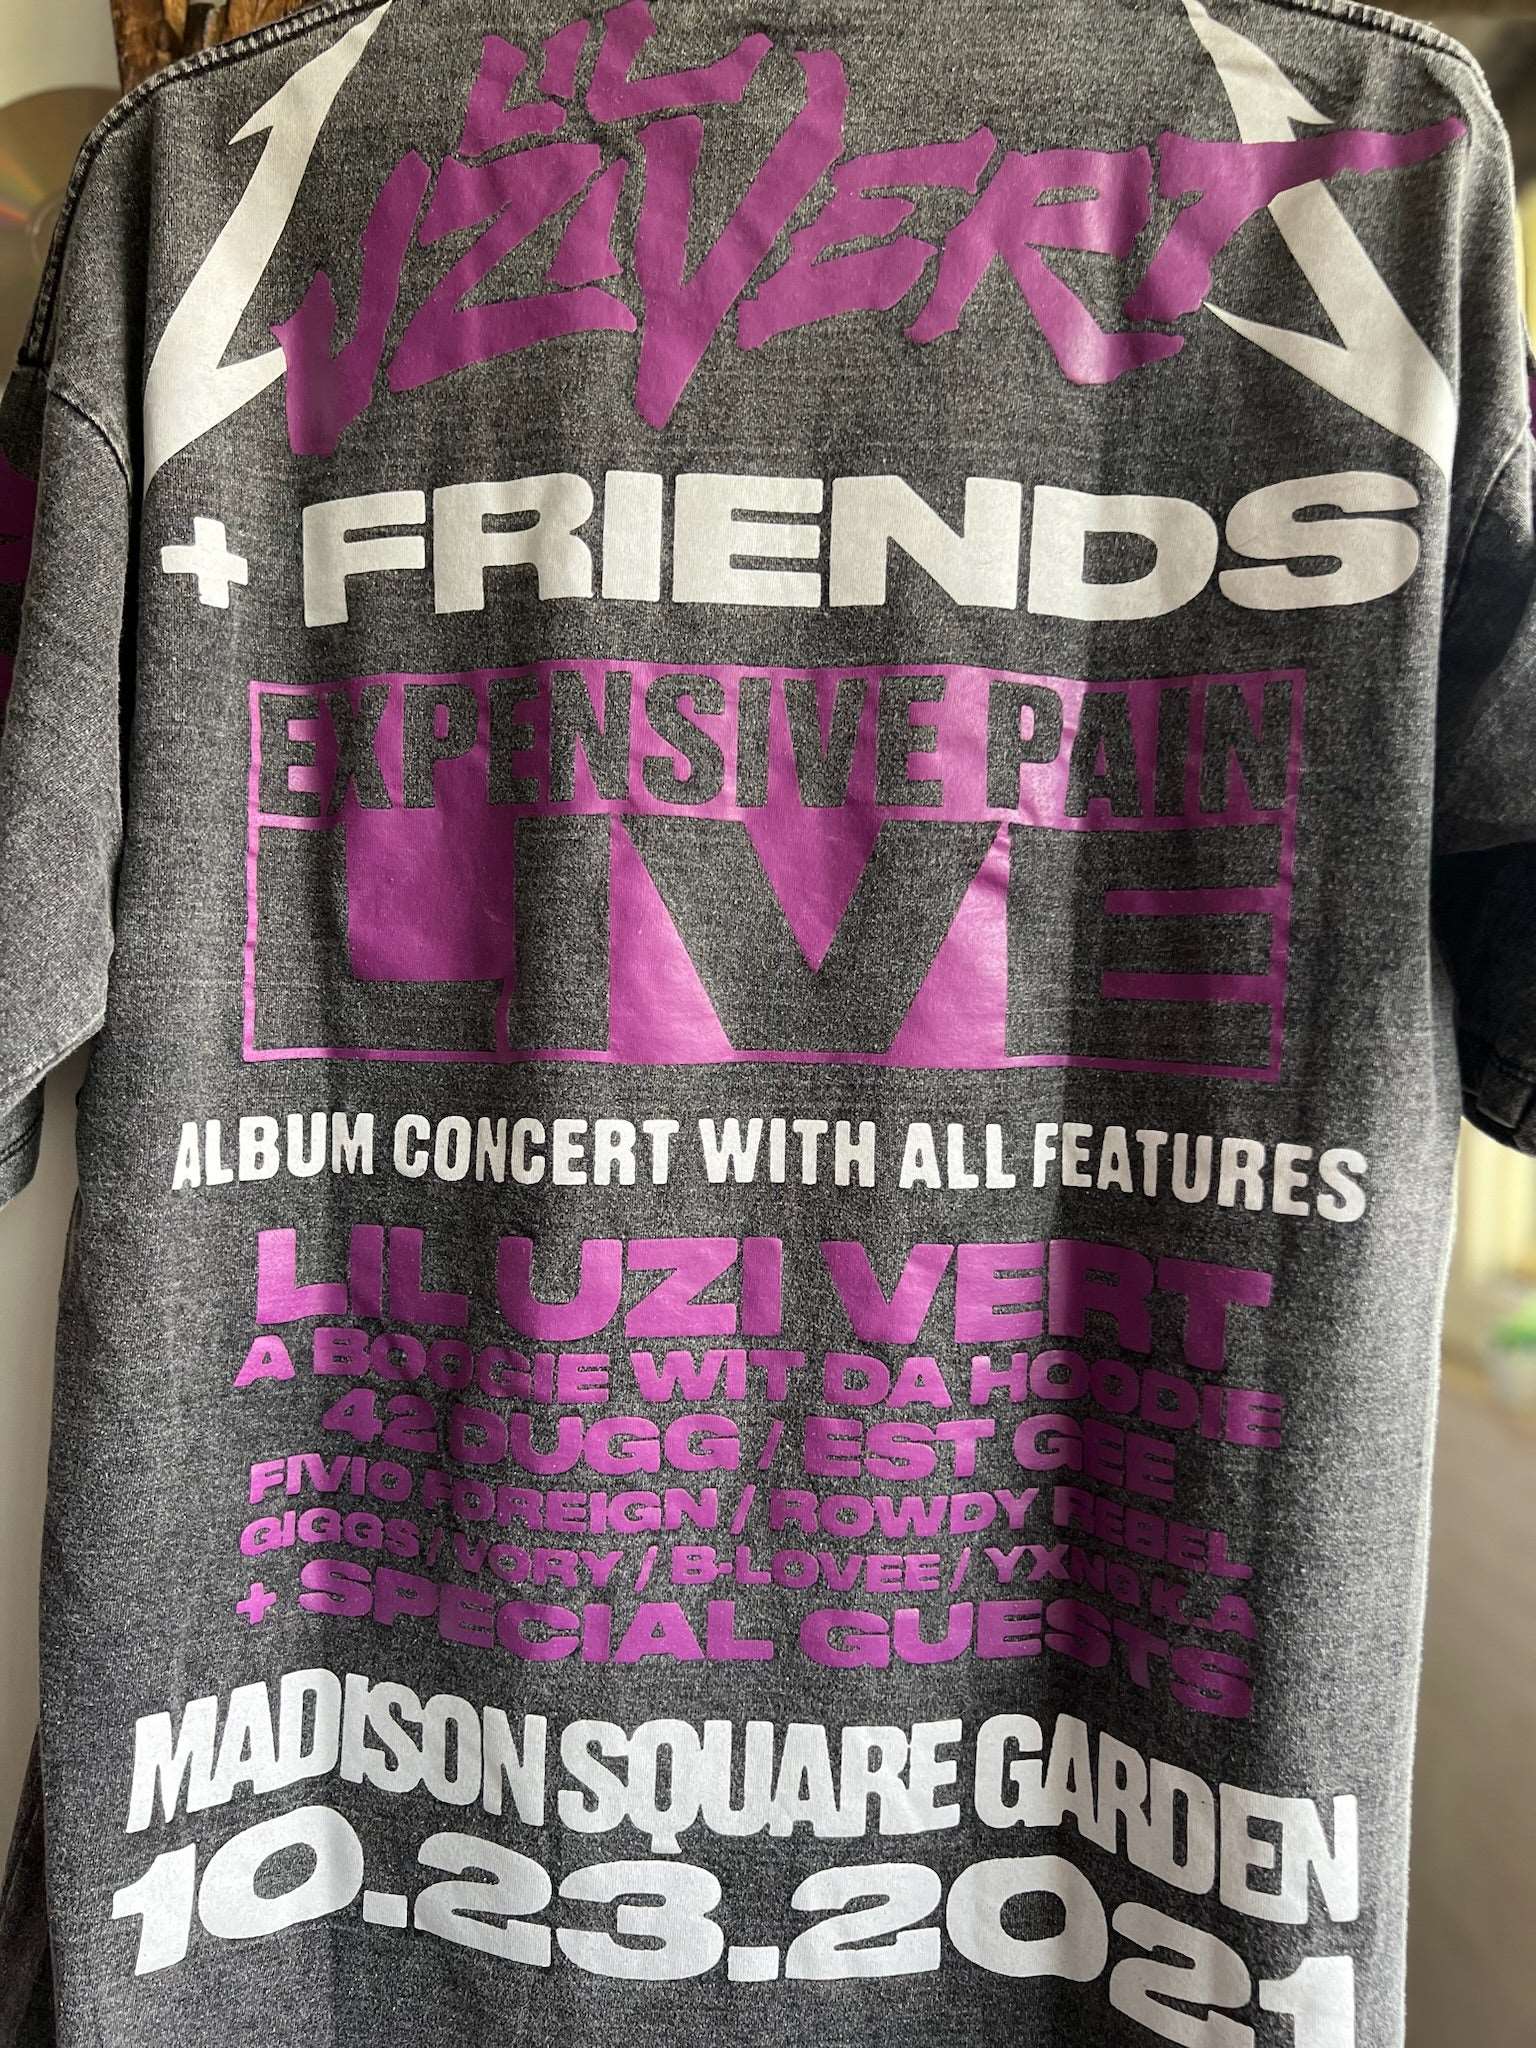 LIL
UZI VERT
+ FRIENDS
EXPENSIVE PAIN
LIVE
ALBUM CONCERT WITH ALL FEATURES
LIL UZI VERT
A BOOGIE WIT DA HOODIE
42 DUGG / EST GEE
FIVIO FOREIGN / ROWDY REBEL
GIGGS / VORY / B-LOVEE / YXNG K.A
+ SPECIAL GUESTS
MADISON SQUARE GARDEN
10.23.2021